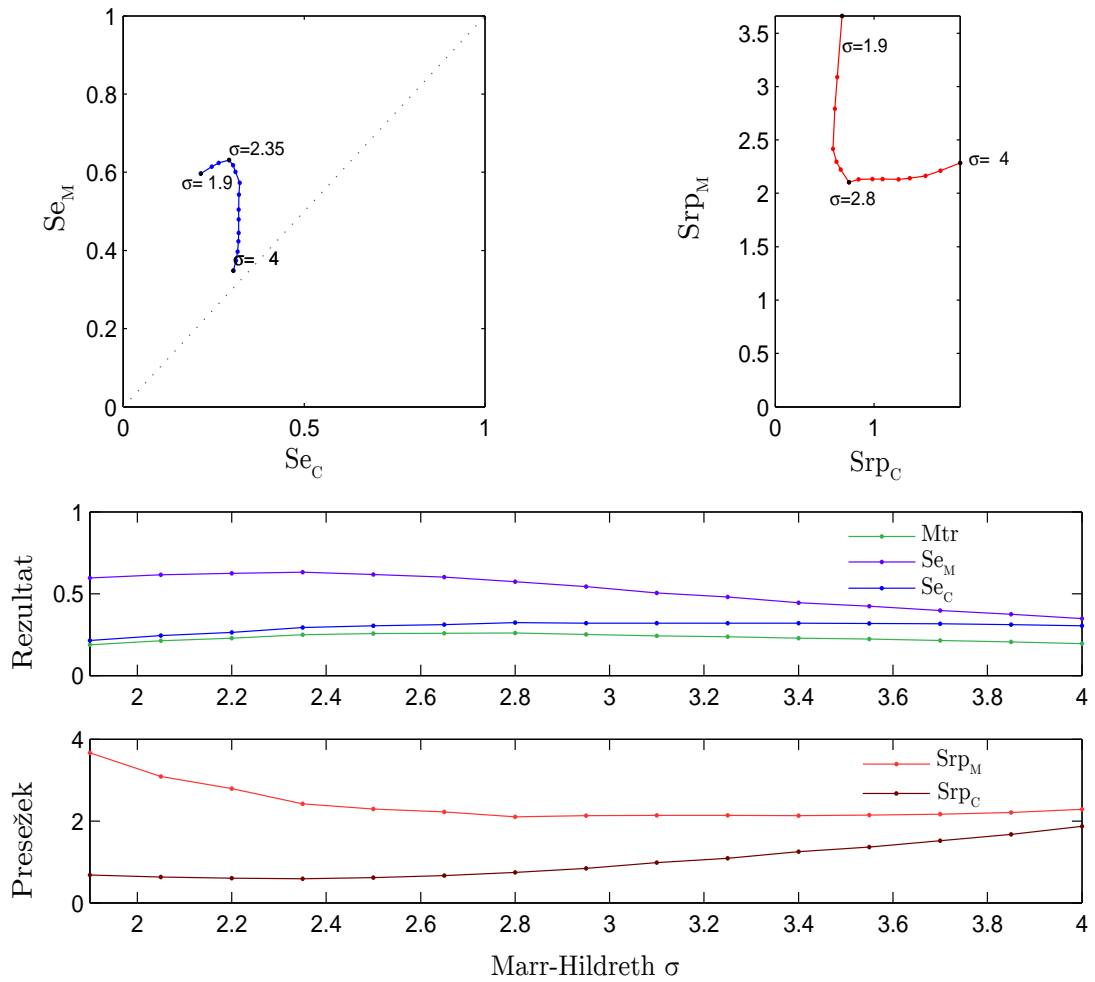 1
0.8
0.6
0.4
0.2
0
0
0.5
1
Se_M
Se_C
σ=2.35
σ= 1.9
σ= 4
3.5
3
2.5
2
1.5
1
0.5
0
0
1
Srp_M
Srp_C
σ=1.9
σ=2.8
σ= 4
1
0.5
0
Rezultat
Mtr
Se_M
Se_C
2 2.2 2.4 2.6 2.8 3 3.2 3.4 3.6 3.8 4
4
2
0
Presežek
Srp_M
Srp_C
2 2.2 2.4 2.6 2.8 3 3.2 3.4 3.6 3.8 4
Marr-Hildreth σ